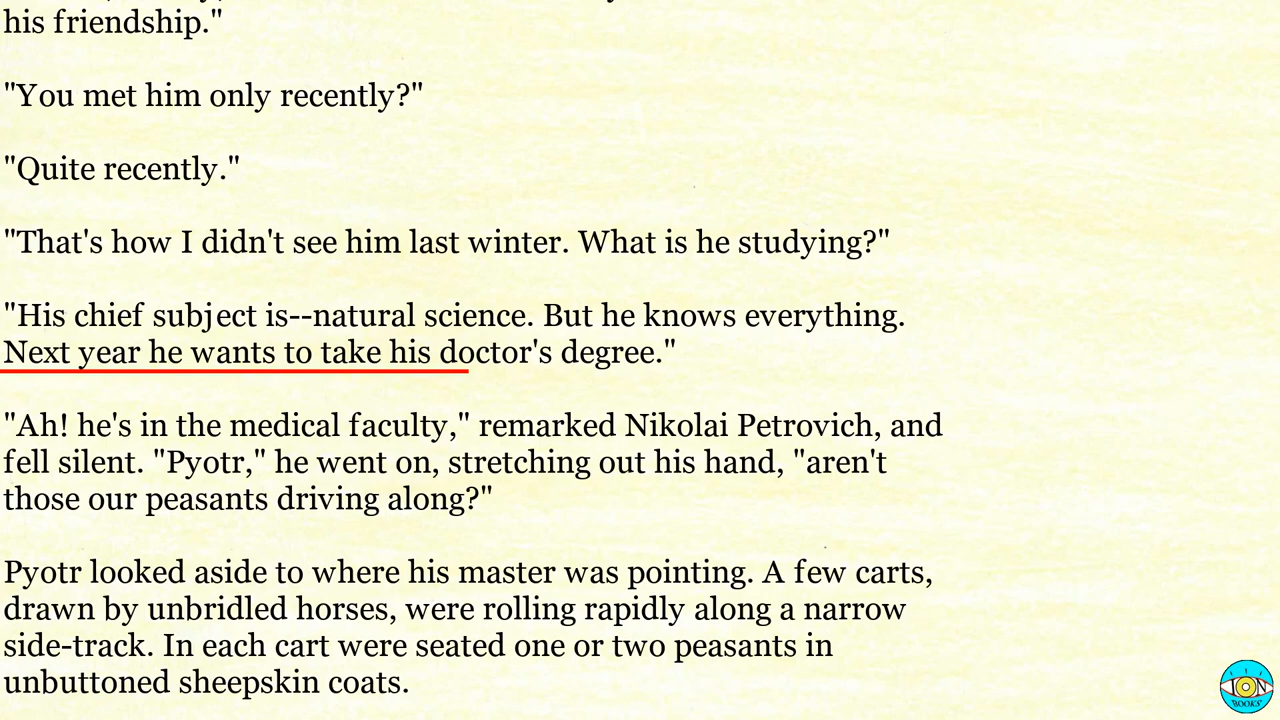 his friendship."
"You met him only recently?"
"Quite recently."
"That's how I didn't see him last winter. What is he studying?"
"His chief subject is--natural science. But he knows everything.
Next year he wants to take his doctor's degree."
"Ah! he's in the medical faculty," remarked Nikolai Petrovich, and
fell silent. "Pyotr," he went on, stretching out his hand, "aren't
those our peasants driving along?"
Pyotr looked aside to where his master was pointing. A few carts,
drawn by unbridled horses, were rolling rapidly along a narrow
side-track. In each cart were seated one or two peasants in
unbuttoned sheepskin coats.
ION
BOOKS